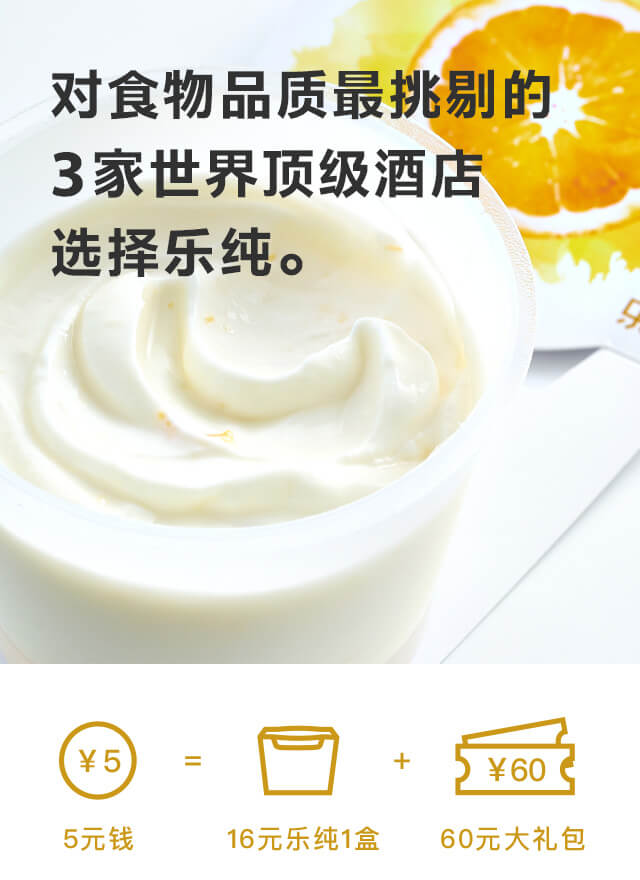 对食物品质最挑剔的
3家世界顶级酒店
选择乐纯。
¥5 = + ¥60
5元钱 16元乐纯1盒 60元大礼包